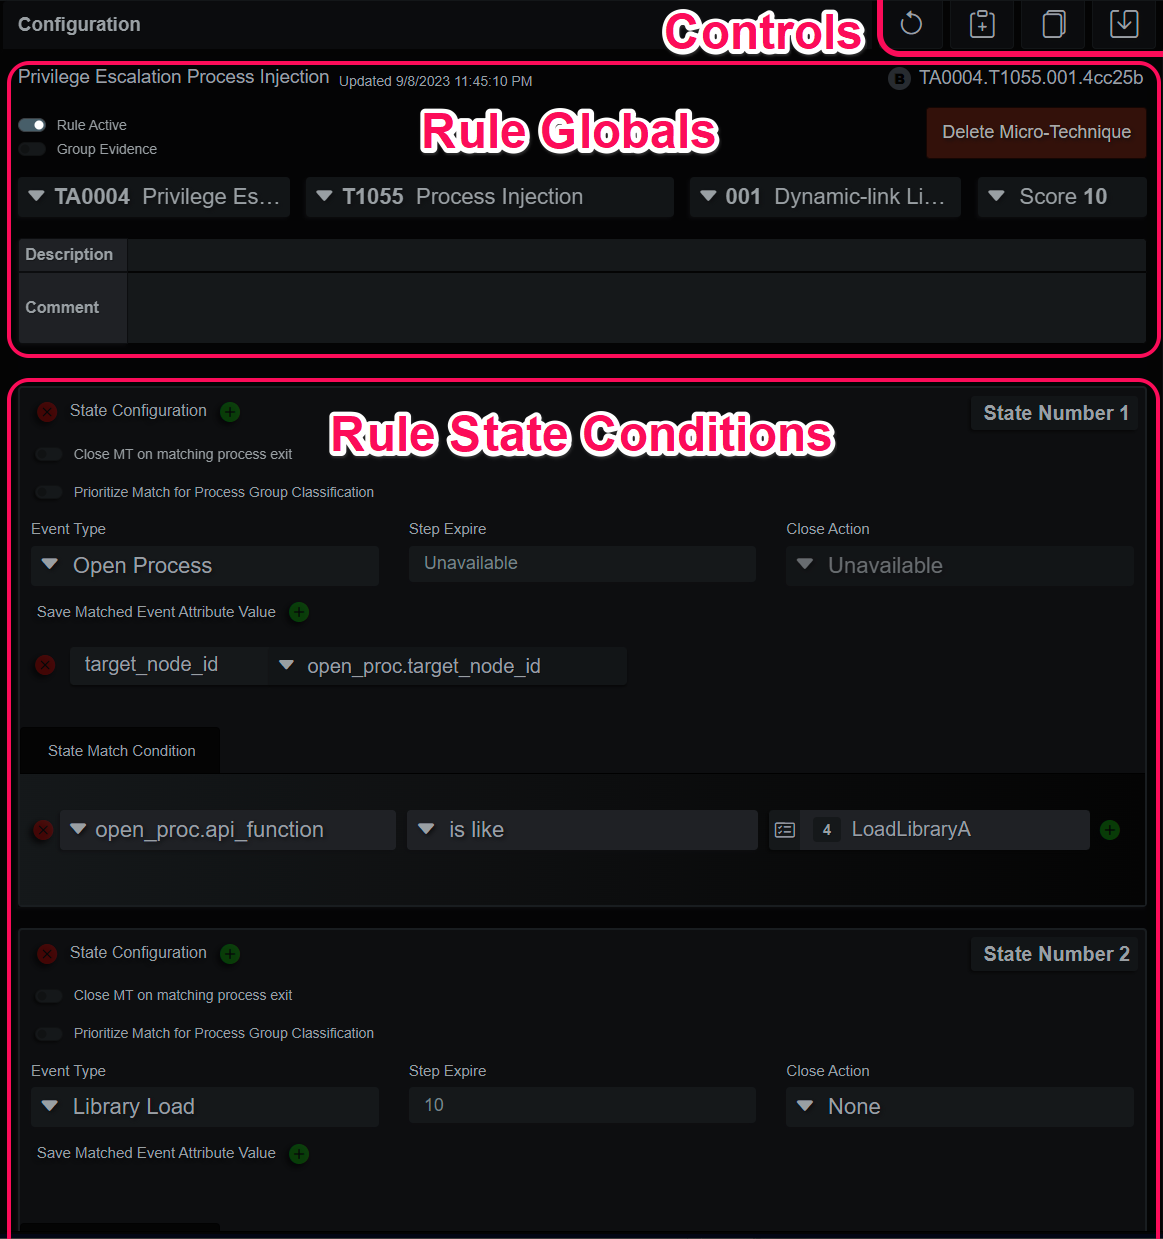 Configuration
Controls
Privilege Escalation Process Injection Updated 9/8/2023 11:45:10 PM
B TA0004.T1055.001.4cc25b
Rule Active
Group Evidence
Rule Globals
Delete Micro-Technique
TA0004 Privilege Es...
T1055 Process Injection
001 Dynamic-link Li...
Score 10
Description
Comment
State Configuration
State Number 1
Rule State Conditions
Close MT on matching process exit
Prioritize Match for Process Group Classification
Event Type
Step Expire
Close Action
Open Process
Unavailable
Unavailable
Save Matched Event Attribute Value
target_node_id
open_proc.target_node_id
State Match Condition
open_proc.api_function
is like
4 LoadLibraryA
State Configuration
State Number 2
Close MT on matching process exit
Prioritize Match for Process Group Classification
Event Type
Step Expire
Close Action
Library Load
10
None
Save Matched Event Attribute Value